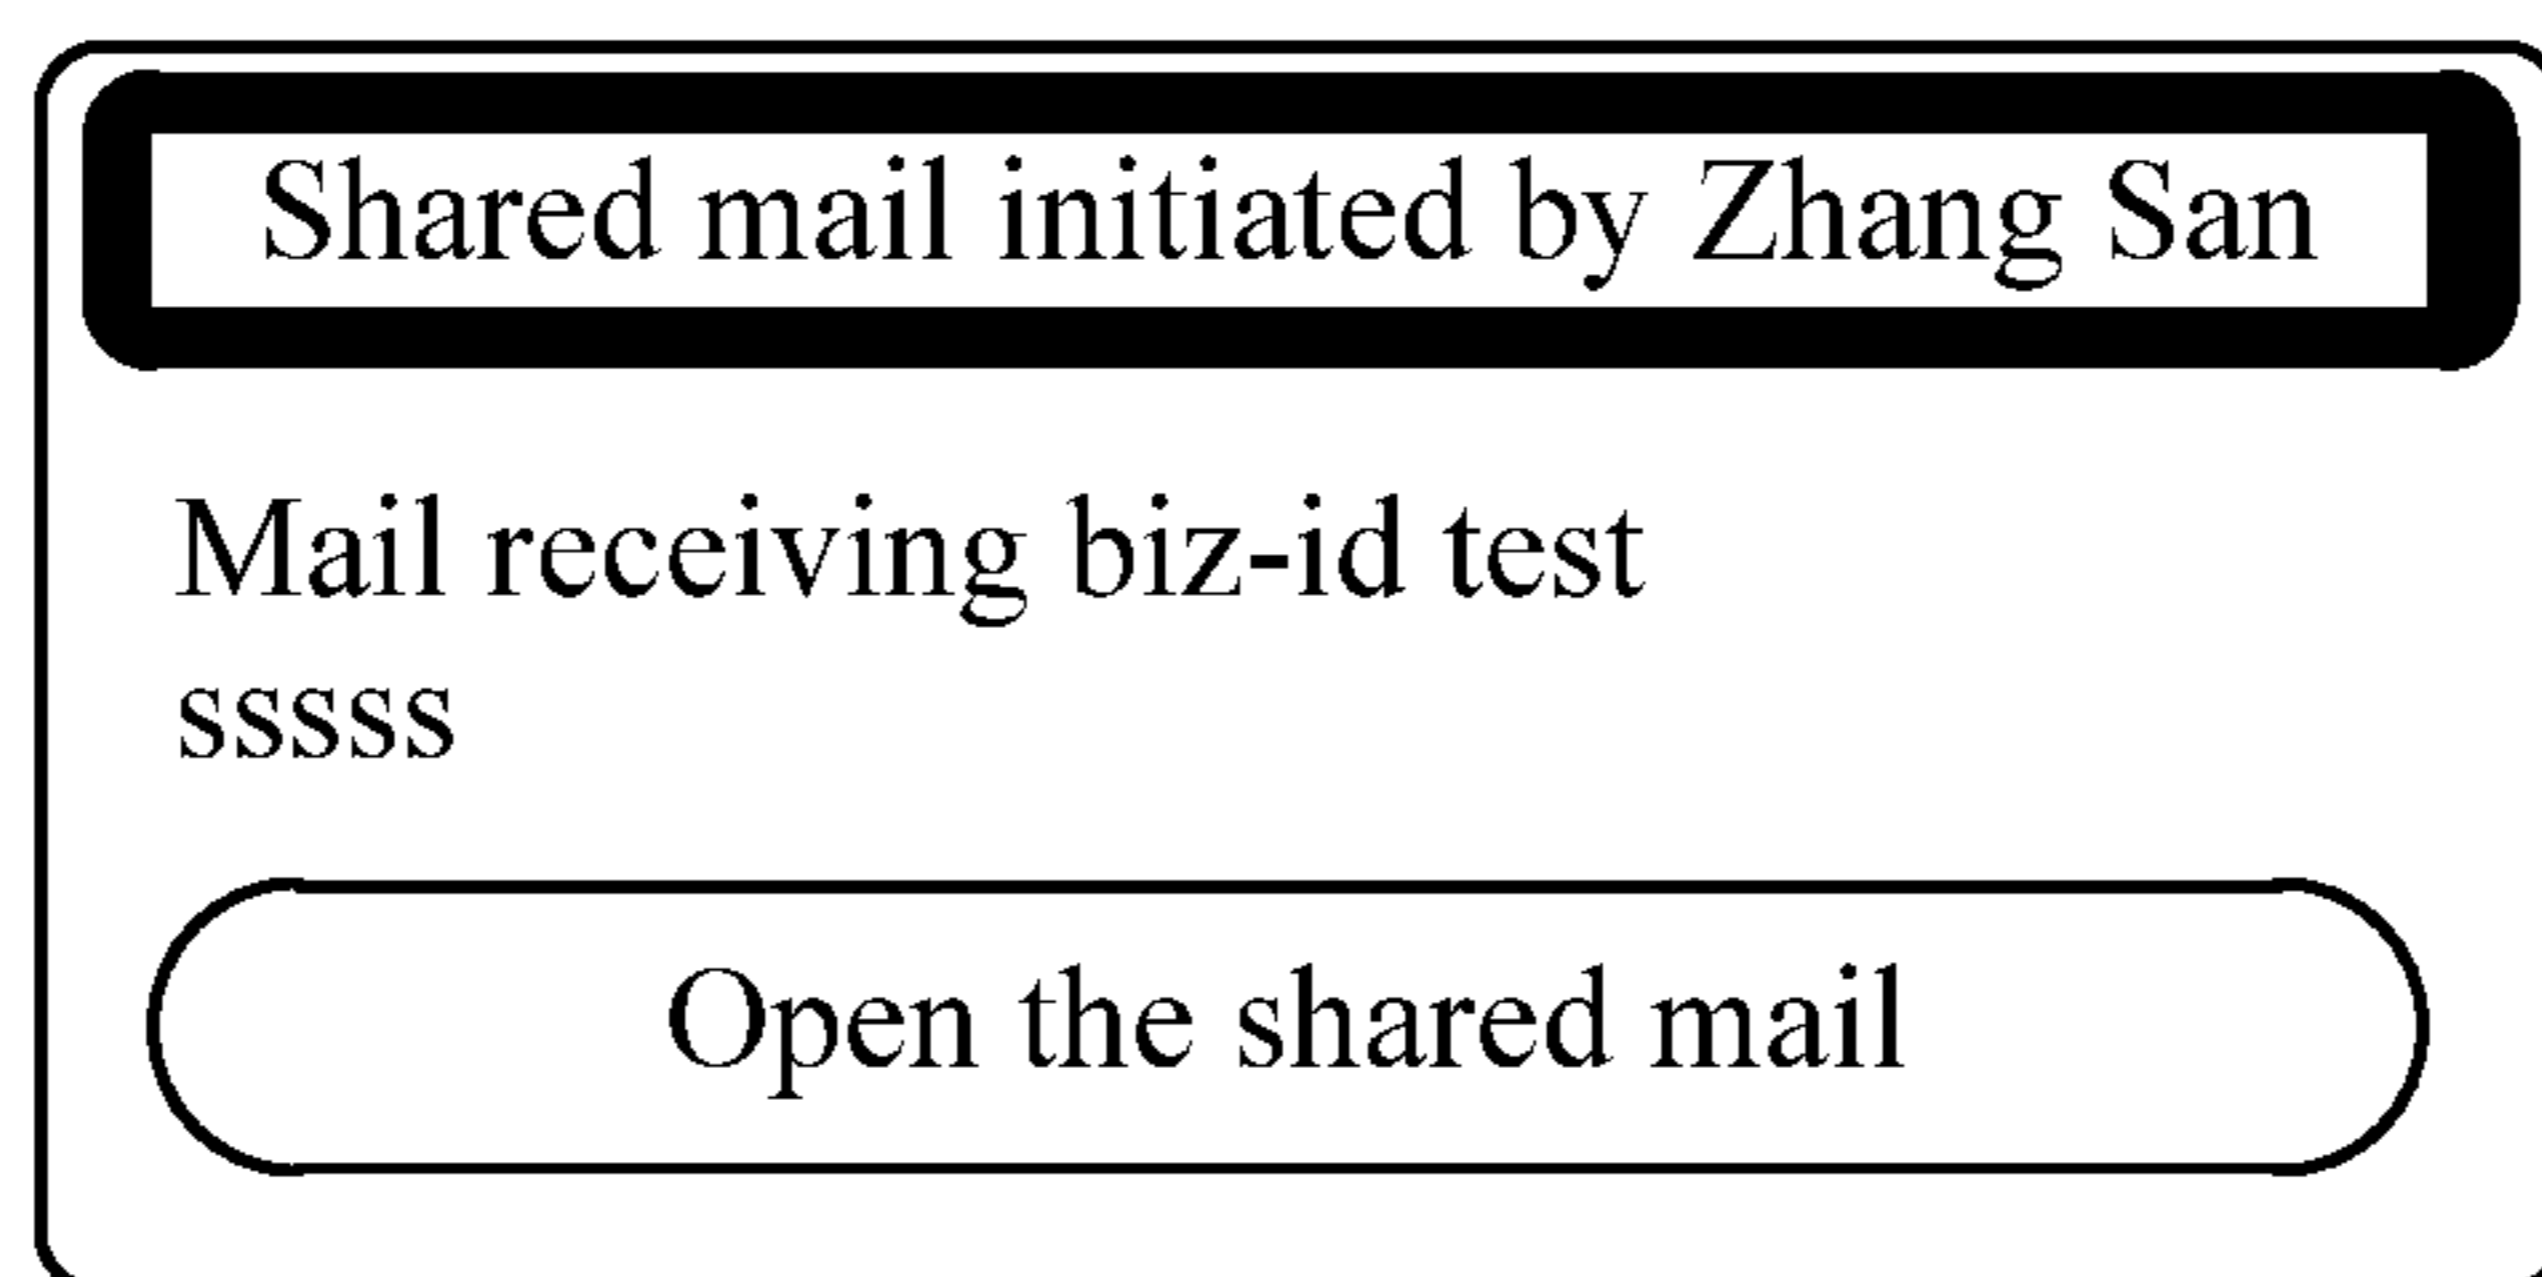 Shared mail initiated by Zhang San
Mail receiving biz-id test
sssss
Open the shared mail